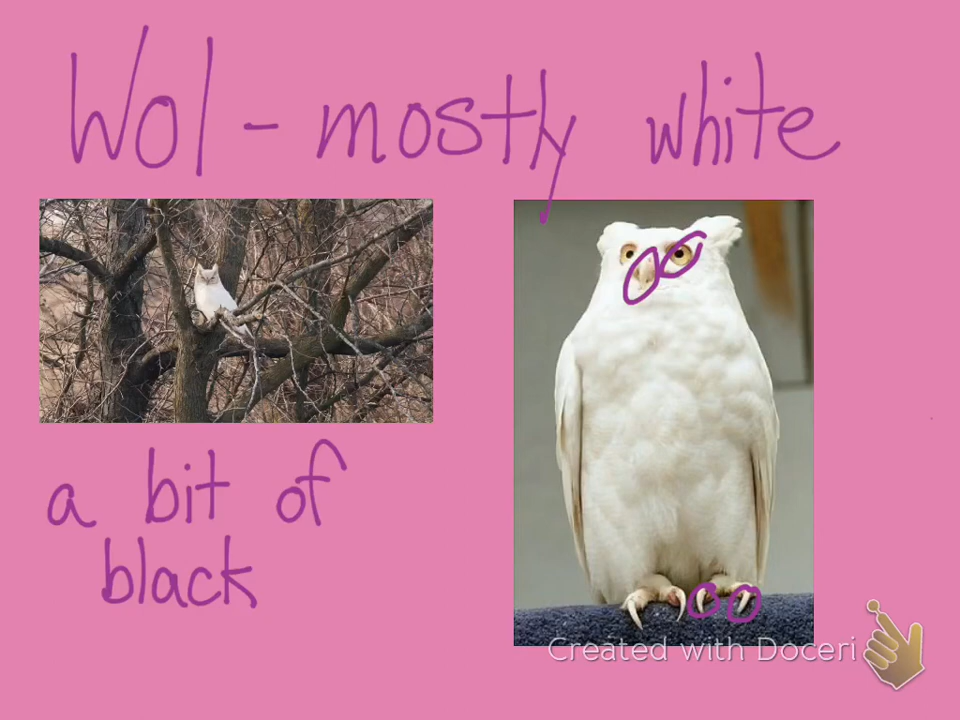 Wol - mostly white
a bit of
black
Created with Doceri